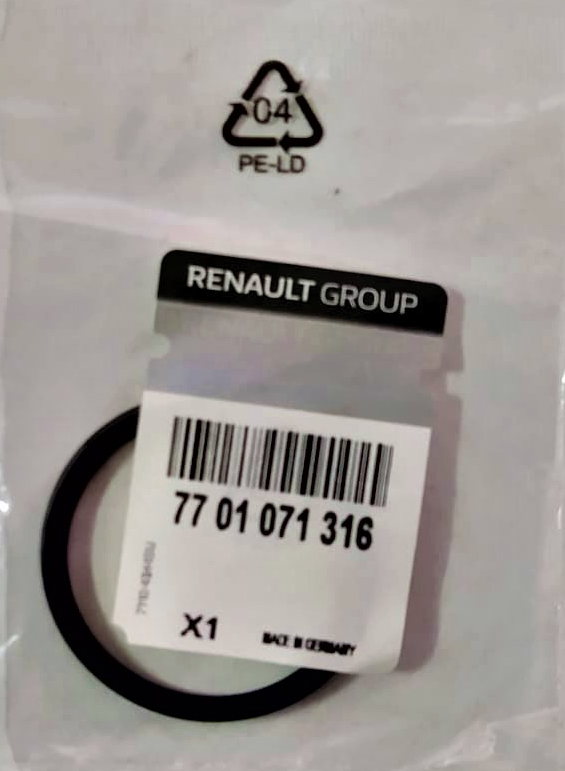 04
PE-LD
RENAULT GROUP
77 01 071 316
X1
MADE IN GERMANY